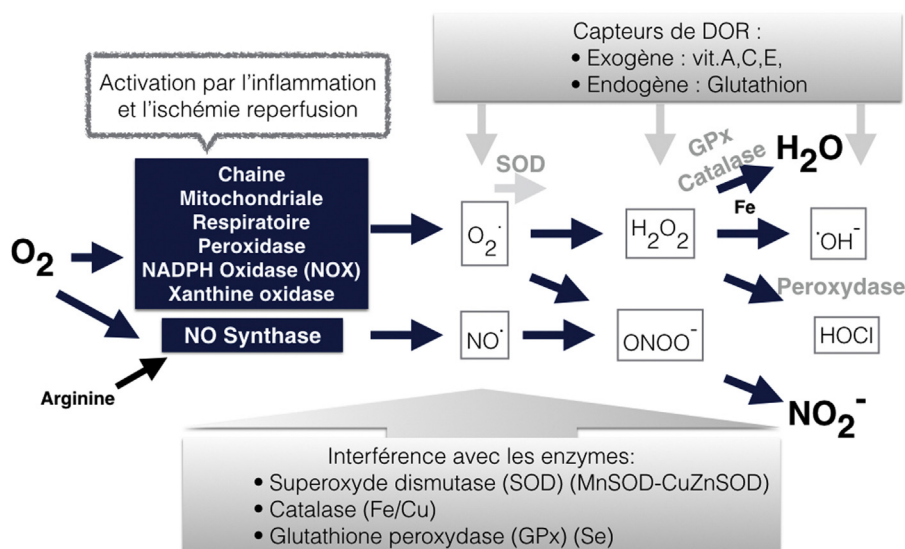 Capteurs de DOR :
• Exogène : vit.A,C,E,
• Endogène : Glutathion
Activation par l’inflammation
et l’ischémie reperfusion
Chaine
Mitochondriale
Respiratoire
Peroxidase
NADPH Oxidase (NOX)
Xanthine oxidase
NO Synthase
O₂
Arginine
SOD
O₂˙
NO˙
GPx
Catalase
H₂O₂
ONOO⁻
H₂O
Fe
˙OH⁻
Peroxydase
HOCl
NO₂⁻
Interférence avec les enzymes:
• Superoxyde dismutase (SOD) (MnSOD-CuZnSOD)
• Catalase (Fe/Cu)
• Glutathione peroxydase (GPx) (Se)